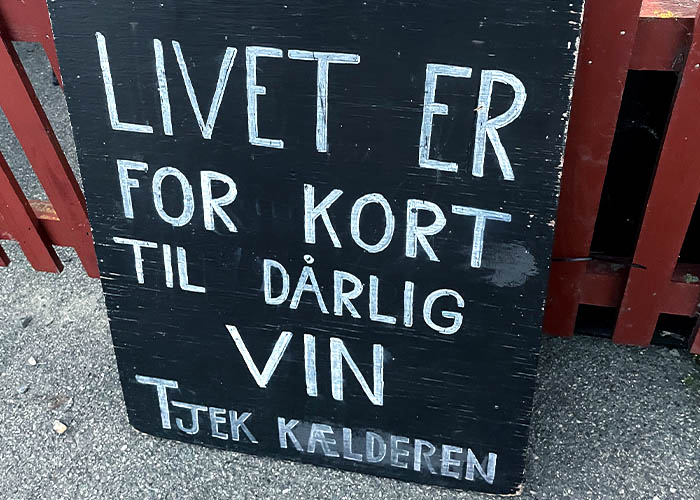 LIVET ER
FOR KORT
TIL DÅRLIG
VIN
TJEK KÆLDEREN